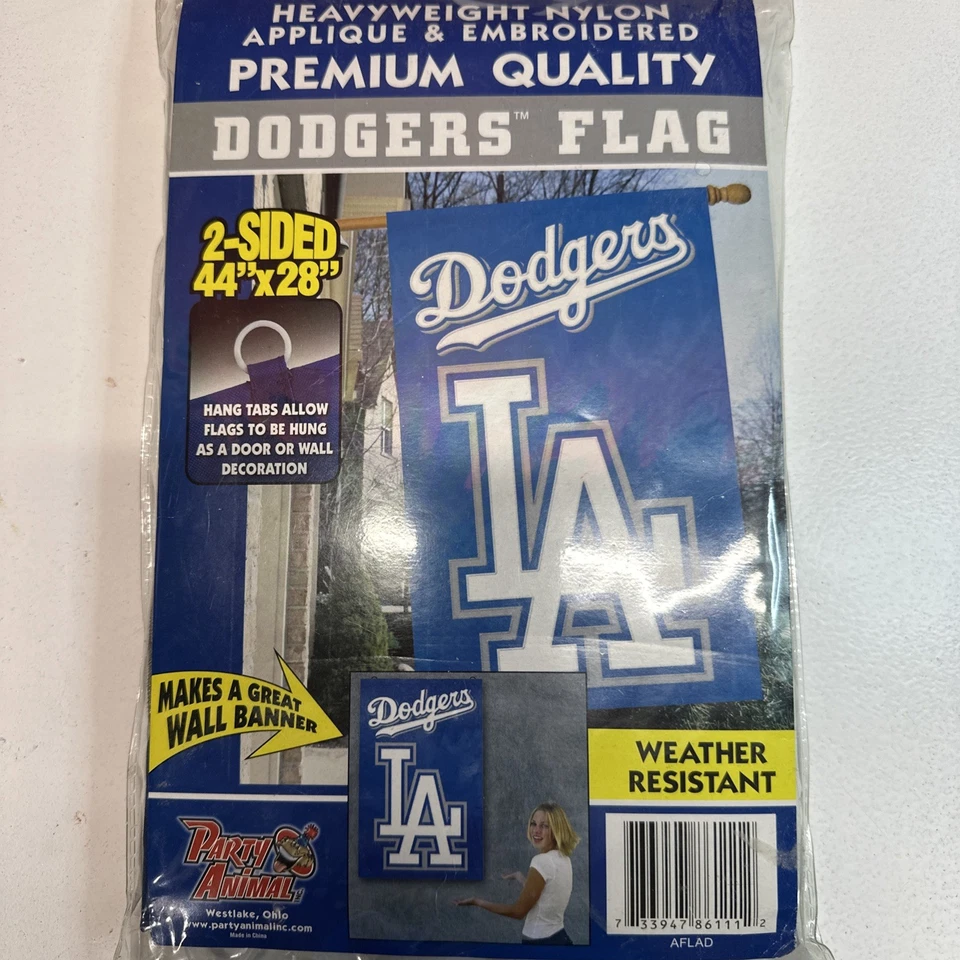 HEAVYWEIGHT NYLON
APPLIQUE & EMBROIDERED
PREMIUM QUALITY
DODGERS™ FLAG
2-SIDED
44"x28"
HANG TABS ALLOW
FLAGS TO BE HUNG
AS A DOOR OR WALL
DECORATION
Dodgers
LA
MAKES A GREAT
WALL BANNER
Dodgers
LA
WEATHER
RESISTANT
PARTY
ANIMAL
Westlake, Ohio
www.partyanimalinc.com
Made in China
7 33947 86111 2
AFLAD